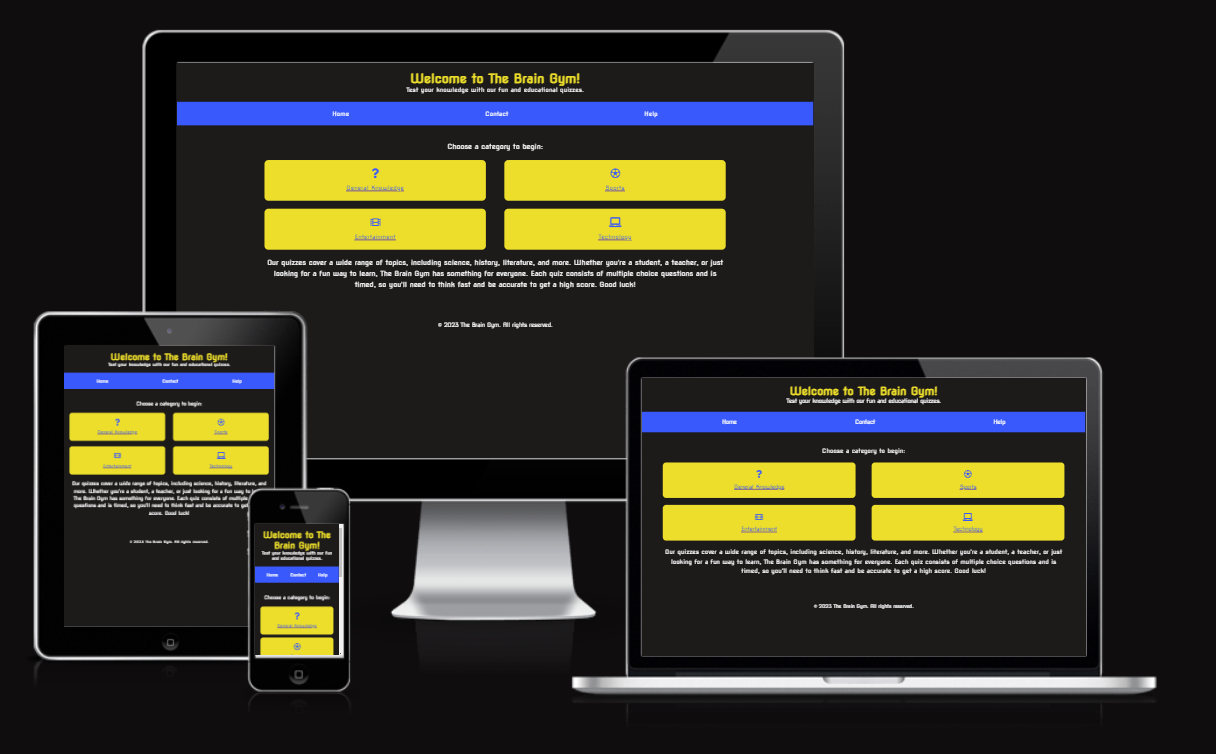 Welcome to The Brain Gym!
Test your knowledge with our fun and educational quizzes.
Home Contact Help
Choose a category to begin:
?
General Knowledge Sports
Entertainment Technology
Our quizzes cover a wide range of topics, including science, history, literature, and more. Whether you're a student, a teacher, or just
looking for a fun way to learn, The Brain Gym has something for everyone. Each quiz consists of multiple choice questions and is
timed, so you'll need to think fast and be accurate to get a high score. Good luck!
© 2023 The Brain Gym. All rights reserved.
Welcome to The Brain Gym!
Test your knowledge with our fun and educational quizzes.
Home Contact Help
Choose a category to begin:
?
General Knowledge Sports
Entertainment Technology
Our quizzes cover a wide range of topics, including science, history, literature, and
more. Whether you're a student, a teacher, or just looking for a fun way to
The Brain Gym has something for everyone. Each quiz consists of multiple
questions and is timed, so you'll need to think fast and be accurate to get
score. Good luck!
© 2023 The Brain Gym. All rights reserved.
Welcome to The
Brain Gym!
Test your knowledge with our fun
and educational quizzes.
Home Contact Help
Choose a category to begin:
?
General Knowledge
Welcome to The Brain Gym!
Test your knowledge with our fun and educational quizzes.
Home Contact Help
Choose a category to begin:
?
General Knowledge Sports
Entertainment Technology
Our quizzes cover a wide range of topics, including science, history, literature, and more. Whether you're a student, a teacher, or just
looking for a fun way to learn, The Brain Gym has something for everyone. Each quiz consists of multiple choice questions and is
timed, so you'll need to think fast and be accurate to get a high score. Good luck!
© 2023 The Brain Gym. All rights reserved.